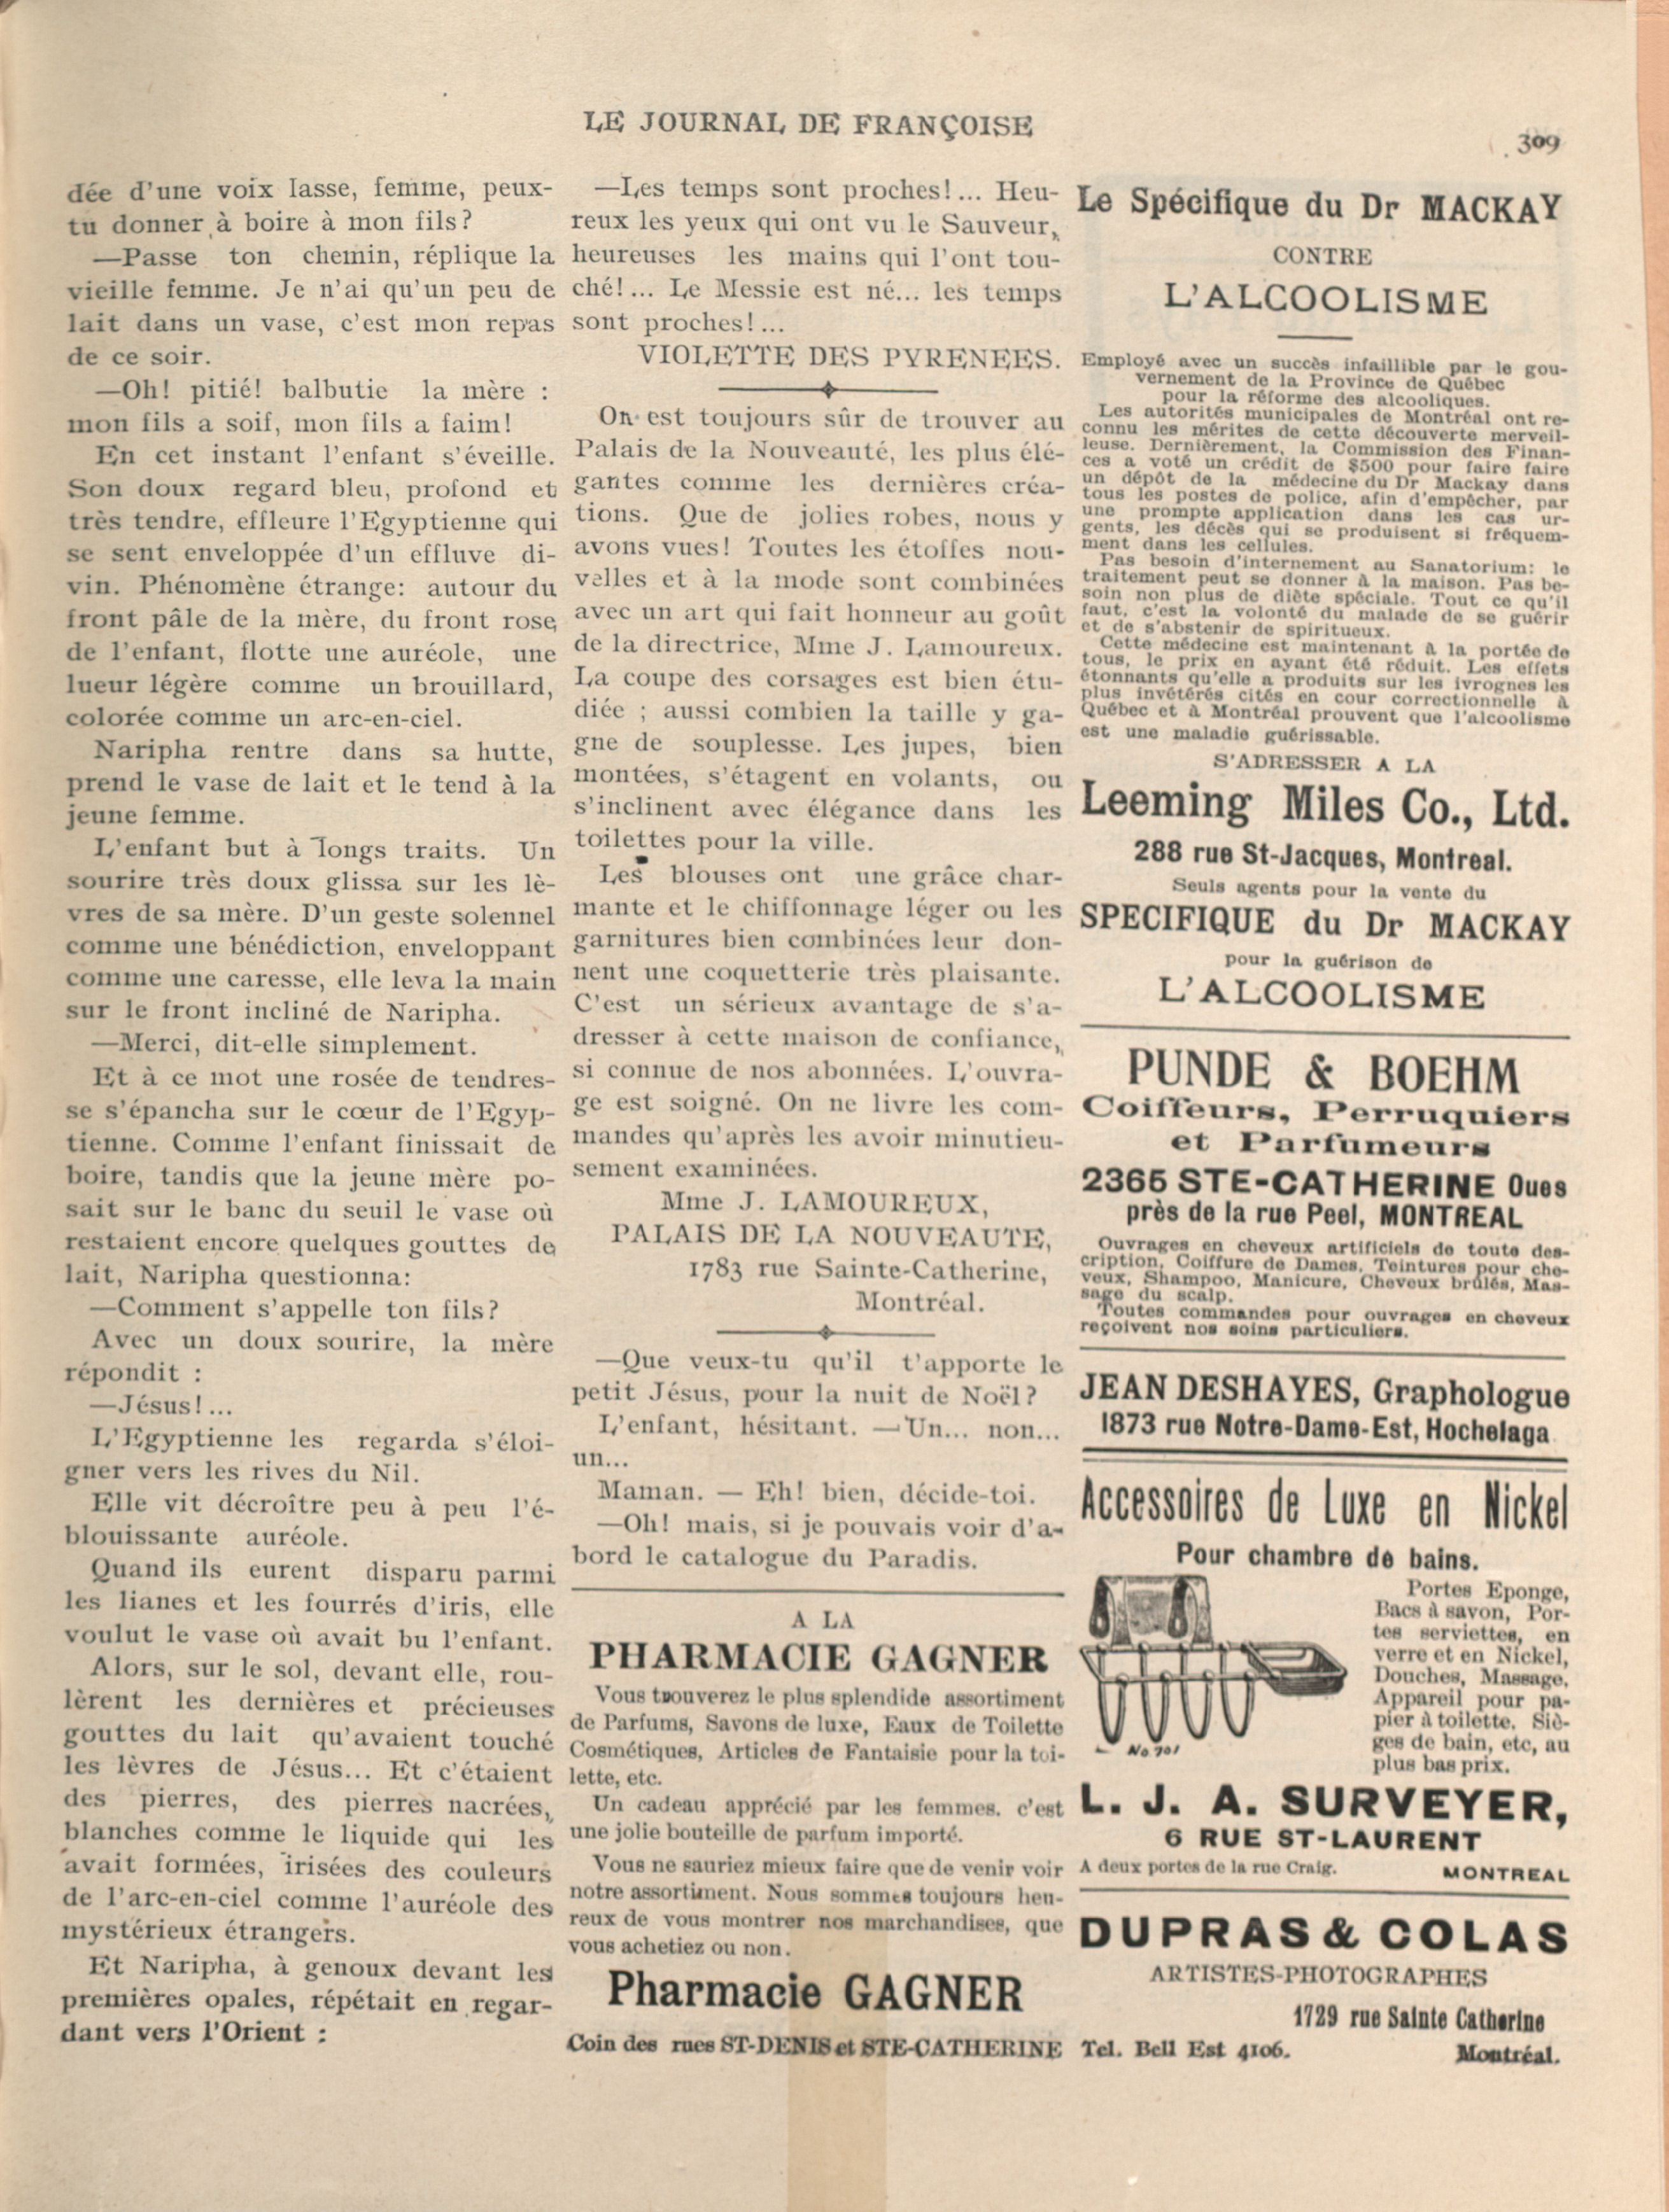 LE JOURNAL DE FRANÇOISE
309
dée d'une voix lasse, femme, peux-
tu donner à boire à mon fils?
—Passe ton chemin, réplique la
vieille femme. Je n'ai qu'un peu de
lait dans un vase, c'est mon repas
de ce soir.
—Oh! pitié! balbutie la mère :
mon fils a soif, mon fils a faim!
En cet instant l'enfant s'éveille.
Son doux regard bleu, profond et
très tendre, effleure l'Egyptienne qui
se sent enveloppée d'un effluve di-
vin. Phénomène étrange: autour du
front pâle de la mère, du front rose
de l'enfant, flotte une auréole, une
lueur légère comme un brouillard,
colorée comme un arc-en-ciel.
Naripha rentre dans sa hutte,
prend le vase de lait et le tend à la
jeune femme.
L'enfant but à longs traits. Un
sourire très doux glissa sur les lè-
vres de sa mère. D'un geste solennel
comme une bénédiction, enveloppant
comme une caresse, elle leva la main
sur le front incliné de Naripha.
—Merci, dit-elle simplement.
Et à ce mot une rosée de tendres-
se s'épancha sur le cœur de l'Egyp-
tienne. Comme l'enfant finissait de
boire, tandis que la jeune mère po-
sait sur le banc du seuil le vase où
restaient encore quelques gouttes de
lait, Naripha questionna:
—Comment s'appelle ton fils?
Avec un doux sourire, la mère
répondit :
—Jésus!...
L'Egyptienne les regarda s'éloi-
gner vers les rives du Nil.
Elle vit décroître peu à peu l'é-
blouissante auréole.
Quand ils eurent disparu parmi
les lianes et les fourrés d'iris, elle
voulut le vase où avait bu l'enfant.
Alors, sur le sol, devant elle, rou-
lèrent les dernières et précieuses
gouttes du lait qu'avaient touché
les lèvres de Jésus... Et c'étaient
des pierres, des pierres nacrées,
blanches comme le liquide qui les
avait formées, irisées des couleurs
de l'arc-en-ciel comme l'auréole des
mystérieux étrangers.
Et Naripha, à genoux devant les
premières opales, répétait en regar-
dant vers l'Orient :
—Les temps sont proches!... Heu-
reux les yeux qui ont vu le Sauveur,
heureuses les mains qui l'ont tou-
ché!... Le Messie est né... les temps
sont proches!...
VIOLETTE DES PYRENEES.
On est toujours sûr de trouver au
Palais de la Nouveauté, les plus élé-
gantes comme les dernières créa-
tions. Que de jolies robes, nous y
avons vues! Toutes les étoffes nou-
velles et à la mode sont combinées
avec un art qui fait honneur au goût
de la directrice, Mme J. Lamoureux.
La coupe des corsages est bien étu-
diée ; aussi combien la taille y ga-
gne de souplesse. Les jupes, bien
montées, s'étagent en volants, ou
s'inclinent avec élégance dans les
toilettes pour la ville.
Les blouses ont une grâce char-
mante et le chiffonnage léger ou les
garnitures bien combinées leur don-
nent une coquetterie très plaisante.
C'est un sérieux avantage de s'a-
dresser à cette maison de confiance,
si connue de nos abonnées. L'ouvra-
ge est soigné. On ne livre les com-
mandes qu'après les avoir minutieu-
sement examinées.
Mme J. LAMOUREUX,
PALAIS DE LA NOUVEAUTE,
1783 rue Sainte-Catherine,
Montréal.
—Que veux-tu qu'il t'apporte le
petit Jésus, pour la nuit de Noël?
L'enfant, hésitant. —Un... non...
un...
Maman. — Eh! bien, décide-toi.
—Oh! mais, si je pouvais voir d'a-
bord le catalogue du Paradis.
A LA
PHARMACIE GAGNER
Vous trouverez le plus splendide assortiment
de Parfums, Savons de luxe, Eaux de Toilette
Cosmétiques, Articles de Fantaisie pour la toi-
lette, etc.
Un cadeau apprécié par les femmes. c'est
une jolie bouteille de parfum importé.
Vous ne sauriez mieux faire que de venir voir
notre assortiment. Nous sommes toujours heu-
reux de vous montrer nos marchandises, que
vous achetiez ou non.
Pharmacie GAGNER
Coin des rues ST-DENIS et STE-CATHERINE
Le Spécifique du Dr MACKAY
CONTRE
L'ALCOOLISME
Employé avec un succès infaillible par le gou-
vernement de la Province de Québec
pour la réforme des alcooliques.
Les autorités municipales de Montréal ont re-
connu les mérites de cette découverte merveil-
leuse. Dernièrement, la Commission des Finan-
ces a voté un crédit de $500 pour faire faire
un dépôt de la médecine du Dr Mackay dans
tous les postes de police, afin d'empêcher, par
une prompte application dans les cas ur-
gents, les décès qui se produisent si fréquem-
ment dans les cellules.
Pas besoin d'internement au Sanatorium: le
traitement peut se donner à la maison. Pas be-
soin non plus de diète spéciale. Tout ce qu'il
faut, c'est la volonté du malade de se guérir
et de s'abstenir de spiritueux.
Cette médecine est maintenant à la portée de
tous, le prix en ayant été réduit. Les effets
étonnants qu'elle a produits sur les ivrognes les
plus invétérés cités en cour correctionnelle à
Québec et à Montréal prouvent que l'alcoolisme
est une maladie guérissable.
S'ADRESSER A LA
Leeming Miles Co., Ltd.
288 rue St-Jacques, Montreal.
Seuls agents pour la vente du
SPECIFIQUE du Dr MACKAY
pour la guérison de
L'ALCOOLISME
PUNDE & BOEHM
Coiffeurs, Perruquiers
et Parfumeurs
2365 STE-CATHERINE Oues
près de la rue Peel, MONTREAL
Ouvrages en cheveux artificiels de toute des-
cription, Coiffure de Dames, Teintures pour che-
veux, Shampoo, Manicure, Cheveux brûlés, Mas-
sage du scalp.
Toutes commandes pour ouvrages en cheveux
reçoivent nos soins particuliers.
JEAN DESHAYES, Graphologue
1873 rue Notre-Dame-Est, Hochelaga
Accessoires de Luxe en Nickel
Pour chambre de bains.
Portes Eponge,
Bacs à savon, Por-
tes serviettes, en
verre et en Nickel,
Douches, Massage,
Appareil pour pa-
pier à toilette. Siè-
ges de bain, etc, au
plus bas prix.
No 701
L. J. A. SURVEYER,
6 RUE ST-LAURENT
A deux portes de la rue Craig. MONTREAL
DUPRAS & COLAS
ARTISTES-PHOTOGRAPHES
1729 rue Sainte Catherine
Tel. Bell Est 4106. Montréal.